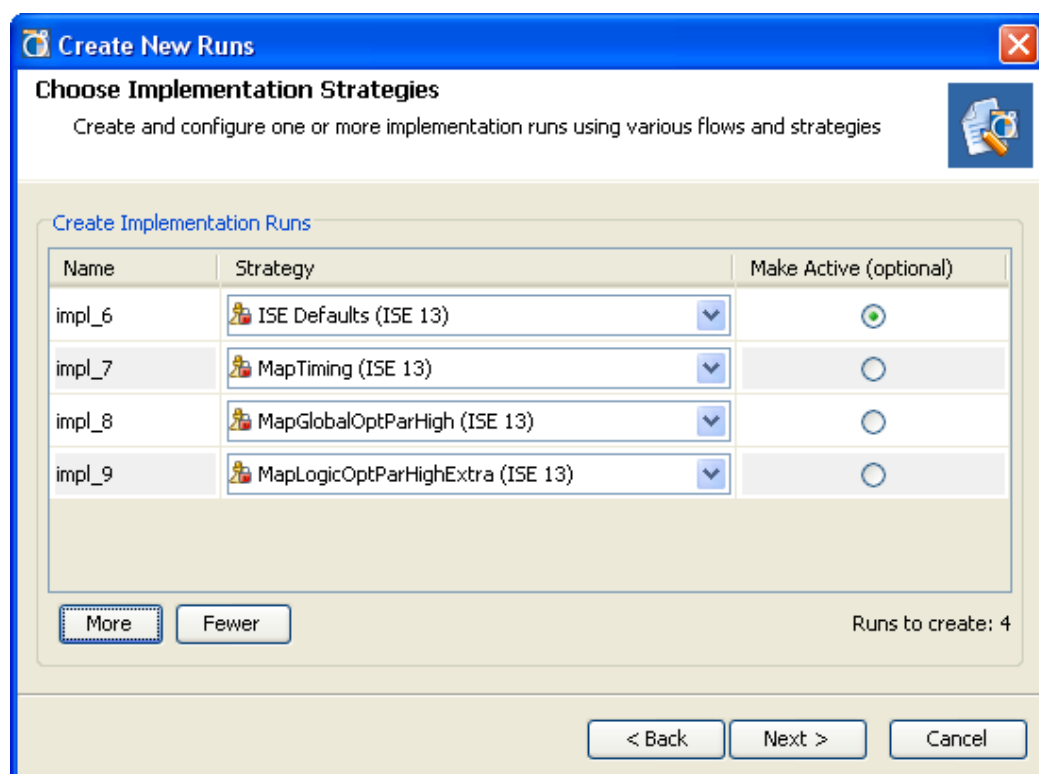 Create New Runs
Choose Implementation Strategies
Create and configure one or more implementation runs using various flows and strategies
Create Implementation Runs
Name Strategy Make Active (optional)
impl_6 ISE Defaults (ISE 13)
impl_7 MapTiming (ISE 13)
impl_8 MapGlobalOptParHigh (ISE 13)
impl_9 MapLogicOptParHighExtra (ISE 13)
More Fewer Runs to create: 4
< Back Next > Cancel